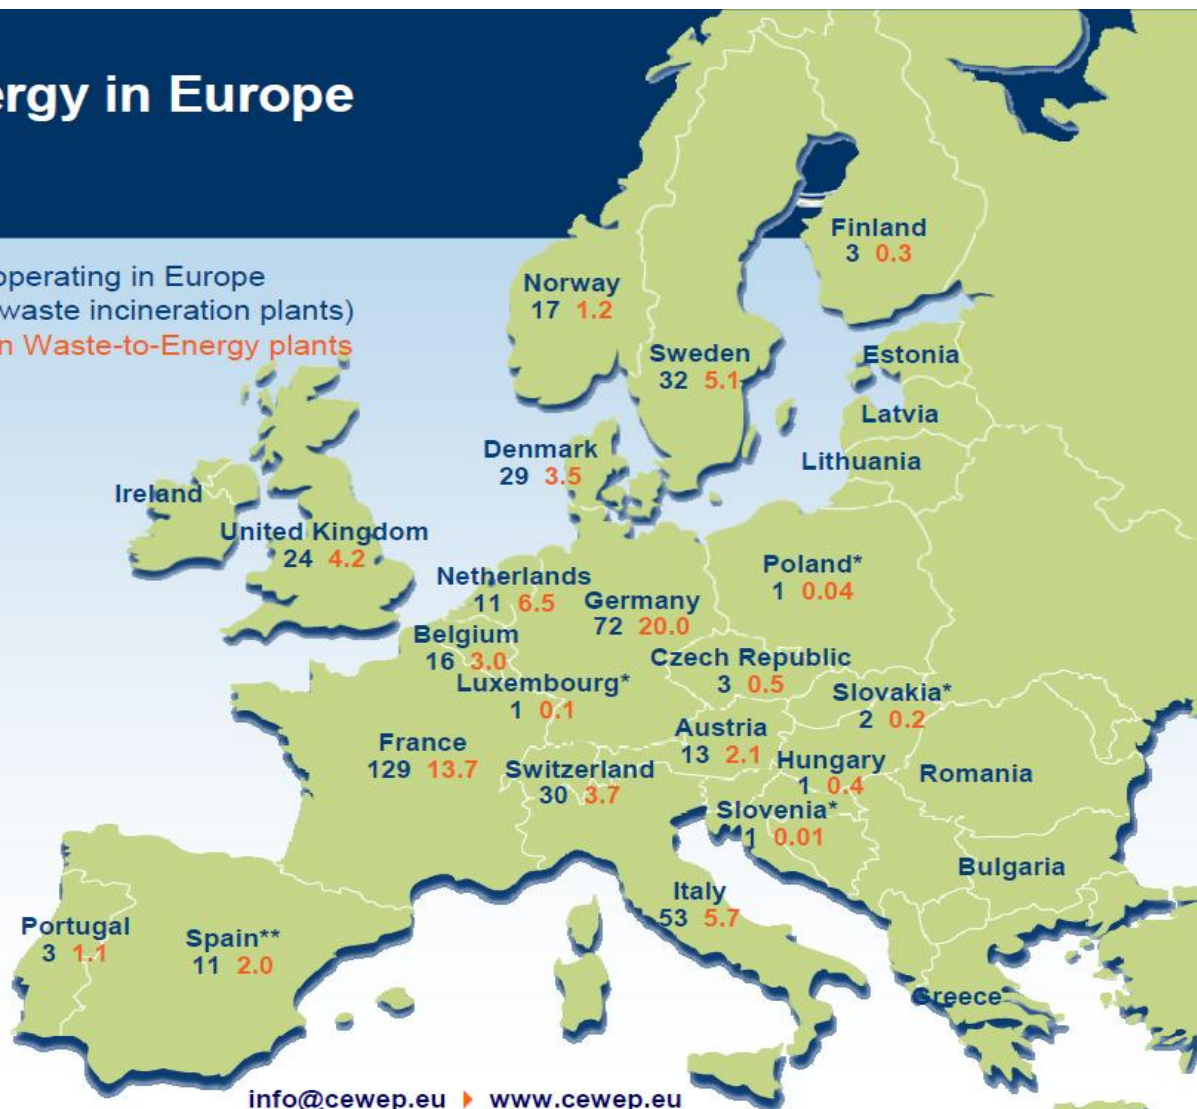 ergy in Europe
operating in Europe
waste incineration plants)
n Waste-to-Energy plants
Finland
3 0.3
Norway
17 1.2
Sweden
32 5.1
Estonia
Latvia
Lithuania
Denmark
29 3.5
Ireland
United Kingdom
24 4.2
Netherlands
11 6.5
Germany
72 20.0
Poland*
1 0.04
Belgium
16 3.0
Luxembourg*
1 0.1
Czech Republic
3 0.5
Slovakia*
2 0.2
France
129 13.7
Switzerland
30 3.7
Austria
13 2.1
Hungary
1 0.4
Romania
Slovenia*
1 0.01
Bulgaria
Italy
53 5.7
Portugal
3 1.1
Spain**
11 2.0
Greece
info@cewep.eu www.cewep.eu